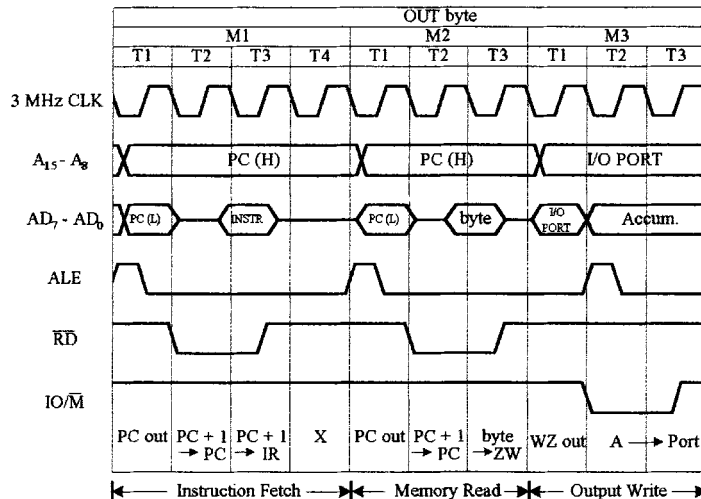 OUT byte
M1 M2 M3
T1 T2 T3 T4 T1 T2 T3 T1 T2 T3
3 MHz CLK
A15 - A8 PC (H) PC (H) I/O PORT
AD7 - AD0 PC (L) INSTR PC (L) byte I/O PORT Accum.
ALE
R̅D̅
IO/M̅
PC out PC + 1 → PC PC + 1 → IR X PC out PC + 1 → PC byte → ZW WZ out A → Port
Instruction Fetch Memory Read Output Write